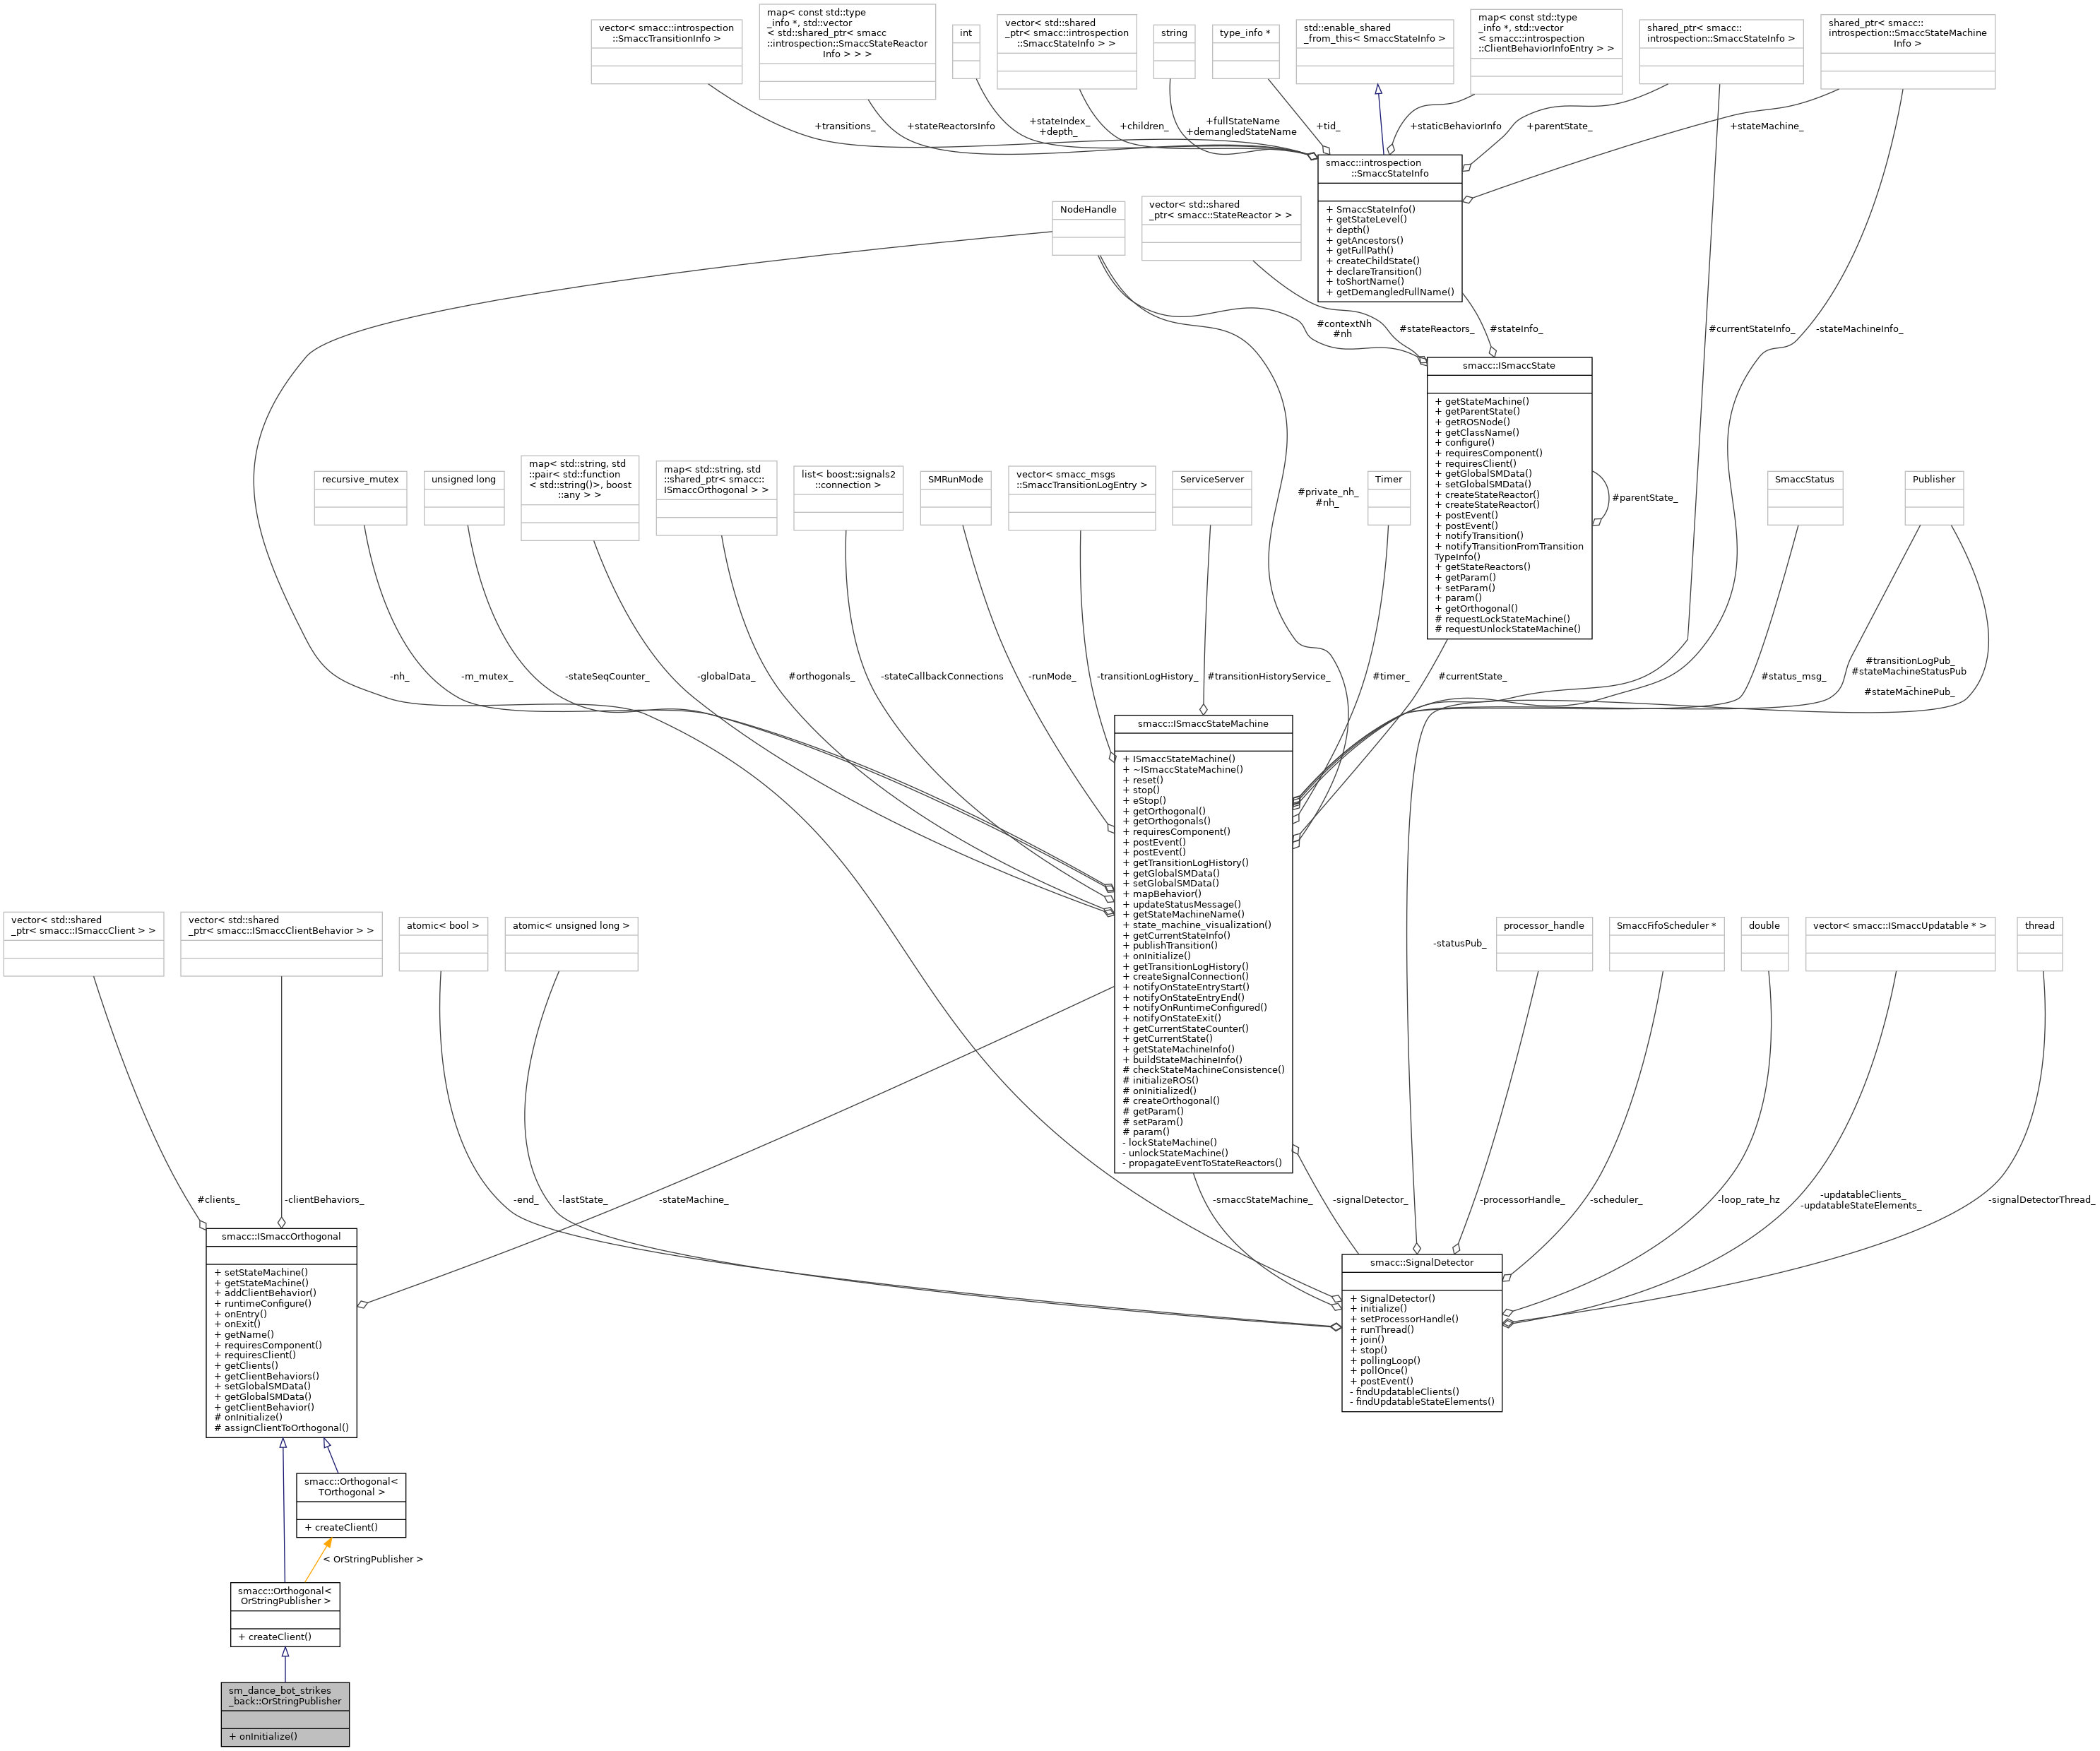 vector< smacc::introspection
::SmaccTransitionInfo >
map< const std::type
_info *, std::vector
< std::shared_ptr< smacc
::introspection::SmaccStateReactor
Info > > >
int
vector< std::shared
_ptr< smacc::introspection
::SmaccStateInfo > >
string
type_info *
std::enable_shared
_from_this< SmaccStateInfo >
map< const std::type
_info *, std::vector
< smacc::introspection
::ClientBehaviorInfoEntry > >
shared_ptr< smacc::
introspection::SmaccStateInfo >
shared_ptr< smacc::
introspection::SmaccStateMachine
Info >
+transitions_
+stateReactorsInfo
+stateIndex_
+depth_
+children_
+fullStateName
+demangledStateName
+tid_
+staticBehaviorInfo
+parentState_
+stateMachine_
smacc::introspection
::SmaccStateInfo
+ SmaccStateInfo()
+ getStateLevel()
+ depth()
+ getAncestors()
+ getFullPath()
+ createChildState()
+ declareTransition()
+ toShortName()
+ getDemangledFullName()
NodeHandle
vector< std::shared
_ptr< smacc::StateReactor > >
#contextNh
#nh
#stateReactors_
#stateInfo_
#currentStateInfo_
-stateMachineInfo_
smacc::ISmaccState
+ getStateMachine()
+ getParentState()
+ getROSNode()
+ getClassName()
+ configure()
+ requiresComponent()
+ requiresClient()
+ getGlobalSMData()
+ setGlobalSMData()
+ createStateReactor()
+ createStateReactor()
+ postEvent()
+ postEvent()
+ notifyTransition()
+ notifyTransitionFromTransition
TypeInfo()
+ getStateReactors()
+ getParam()
+ setParam()
+ param()
+ getOrthogonal()
# requestLockStateMachine()
# requestUnlockStateMachine()
#parentState_
recursive_mutex
unsigned long
map< std::string, std
::pair< std::function
< std::string()>, boost
::any > >
map< std::string, std
::shared_ptr< smacc::
ISmaccOrthogonal > >
list< boost::signals2
::connection >
SMRunMode
vector< smacc_msgs
::SmaccTransitionLogEntry >
ServiceServer
#private_nh_
#nh_
Timer
SmaccStatus
Publisher
-nh_
-m_mutex_
-stateSeqCounter_
-globalData_
#orthogonals_
-stateCallbackConnections
-runMode_
-transitionLogHistory_
#transitionHistoryService_
#timer_
#currentState_
#status_msg_
#transitionLogPub_
#stateMachineStatusPub
_
#stateMachinePub_
smacc::ISmaccStateMachine
+ ISmaccStateMachine()
+ ~ISmaccStateMachine()
+ reset()
+ stop()
+ eStop()
+ getOrthogonal()
+ getOrthogonals()
+ requiresComponent()
+ postEvent()
+ postEvent()
+ getTransitionLogHistory()
+ getGlobalSMData()
+ setGlobalSMData()
+ mapBehavior()
+ updateStatusMessage()
+ getStateMachineName()
+ state_machine_visualization()
+ getCurrentStateInfo()
+ publishTransition()
+ onInitialize()
+ getTransitionLogHistory()
+ createSignalConnection()
+ notifyOnStateEntryStart()
+ notifyOnStateEntryEnd()
+ notifyOnRuntimeConfigured()
+ notifyOnStateExit()
+ getCurrentStateCounter()
+ getCurrentState()
+ getStateMachineInfo()
+ buildStateMachineInfo()
# checkStateMachineConsistence()
# initializeROS()
# onInitialized()
# createOrthogonal()
# getParam()
# setParam()
# param()
- lockStateMachine()
- unlockStateMachine()
- propagateEventToStateReactors()
vector< std::shared
_ptr< smacc::ISmaccClient > >
vector< std::shared
_ptr< smacc::ISmaccClientBehavior > >
atomic< bool >
atomic< unsigned long >
-statusPub_
processor_handle
SmaccFifoScheduler *
double
vector< smacc::ISmaccUpdatable * >
thread
#clients_
-clientBehaviors_
-stateMachine_
-end_
-lastState_
-smaccStateMachine_
-signalDetector_
-processorHandle_
-scheduler_
-loop_rate_hz
-updatableClients_
-updatableStateElements_
-signalDetectorThread_
smacc::ISmaccOrthogonal
+ setStateMachine()
+ getStateMachine()
+ addClientBehavior()
+ runtimeConfigure()
+ onEntry()
+ onExit()
+ getName()
+ requiresComponent()
+ requiresClient()
+ getClients()
+ getClientBehaviors()
+ setGlobalSMData()
+ getGlobalSMData()
+ getClientBehavior()
# onInitialize()
# assignClientToOrthogonal()
smacc::SignalDetector
+ SignalDetector()
+ initialize()
+ setProcessorHandle()
+ runThread()
+ join()
+ stop()
+ pollingLoop()
+ pollOnce()
+ postEvent()
- findUpdatableClients()
- findUpdatableStateElements()
smacc::Orthogonal<
TOrthogonal >
+ createClient()
< OrStringPublisher >
smacc::Orthogonal<
OrStringPublisher >
+ createClient()
sm_dance_bot_strikes
_back::OrStringPublisher
+ onInitialize()